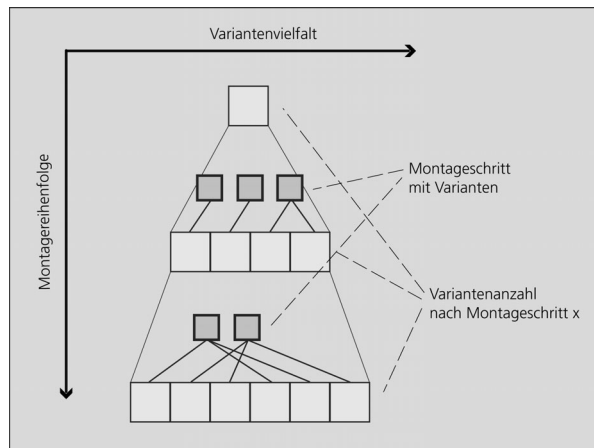 Variantenvielfalt
Montagereihenfolge
Montageschritt
mit Varianten
Variantenanzahl
nach Montageschritt x